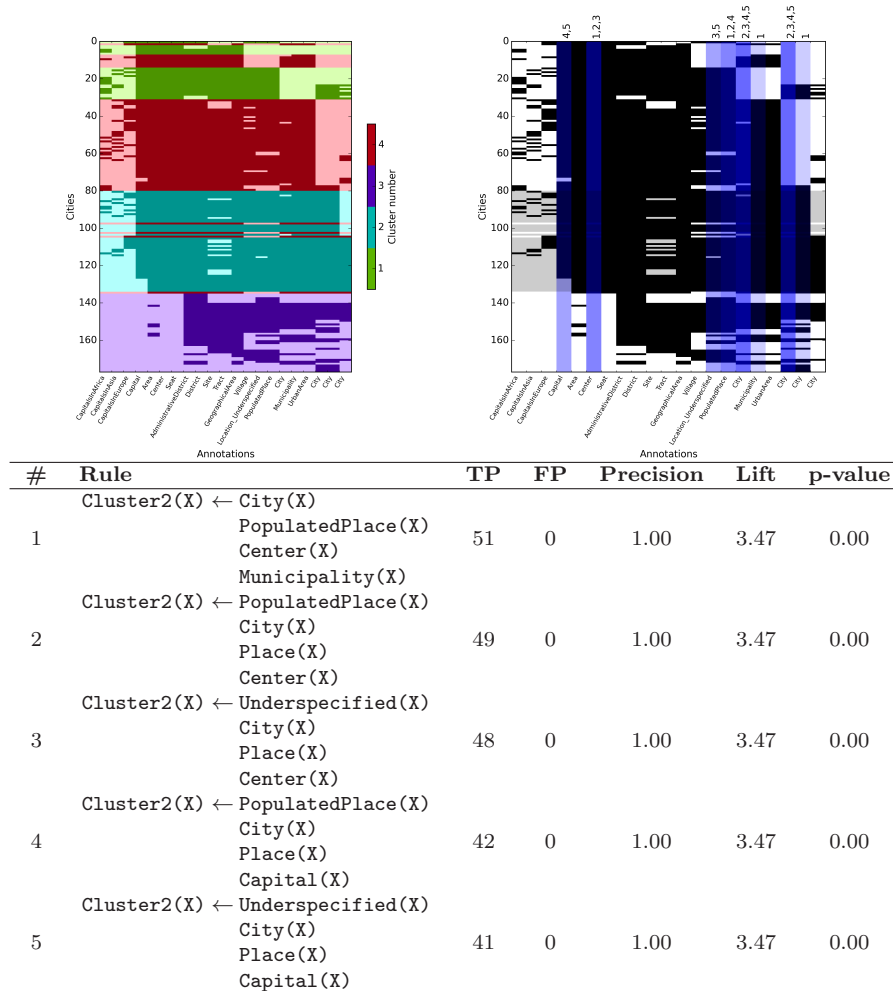 4,5
1,2,3
3,5
1,2,4
2,3,4,5
1
2,3,4,5
1
0
20
40
60
80
100
120
140
160
Cities
CapitalsInAfrica
CapitalsInAsia
CapitalsInEurope
Capital
Area
Center
Seat
AdministrativeDistrict
District
Site
Tract
GeographicalArea
Village
Location_Underspecified
PopulatedPlace
City
Municipality
UrbanArea
City
City
City
Annotations
4
3
2
1
Cluster number
0
20
40
60
80
100
120
140
160
Cities
CapitalsInAfrica
CapitalsInAsia
CapitalsInEurope
Capital
Area
Center
Seat
AdministrativeDistrict
District
Site
Tract
GeographicalArea
Village
Location_Underspecified
PopulatedPlace
City
Municipality
UrbanArea
City
City
City
Annotations
# Rule TP FP Precision Lift p-value
Cluster2(X) ← City(X)
PopulatedPlace(X)
1 51 0 1.00 3.47 0.00
Center(X)
Municipality(X)
Cluster2(X) ← PopulatedPlace(X)
City(X)
2 49 0 1.00 3.47 0.00
Place(X)
Center(X)
Cluster2(X) ← Underspecified(X)
City(X)
3 48 0 1.00 3.47 0.00
Place(X)
Center(X)
Cluster2(X) ← PopulatedPlace(X)
City(X)
4 42 0 1.00 3.47 0.00
Place(X)
Capital(X)
Cluster2(X) ← Underspecified(X)
City(X)
5 41 0 1.00 3.47 0.00
Place(X)
Capital(X)